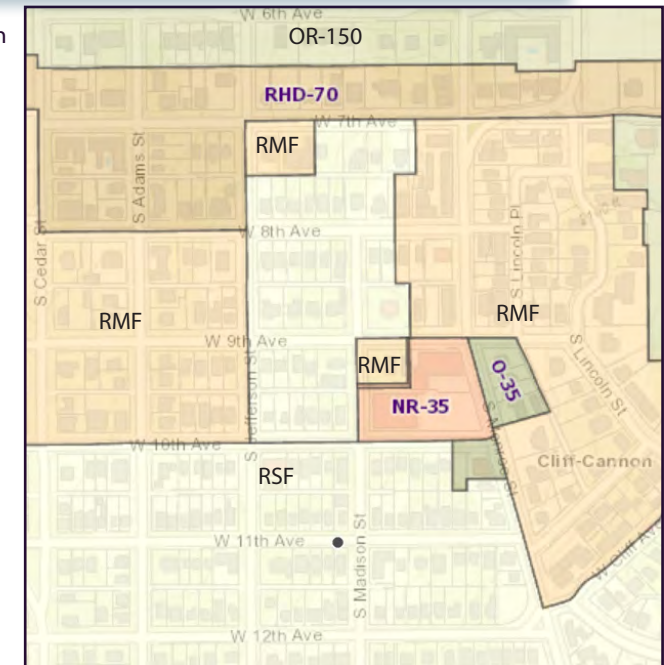 n
W 6th Ave
OR-150
RHD-70
W 7th Ave
RMF
S Adams St
W 8th Ave
S Cedar St
S Lincoln Pl
RMF
RMF
W 9th Ave
S Jefferson St
RMF
O-35
S Lincoln St
NR-35
W 10th Ave
S Monroe St
Cliff-Cannon
RSF
W 11th Ave
S Madison St
W Cliff Ave
W 12th Ave